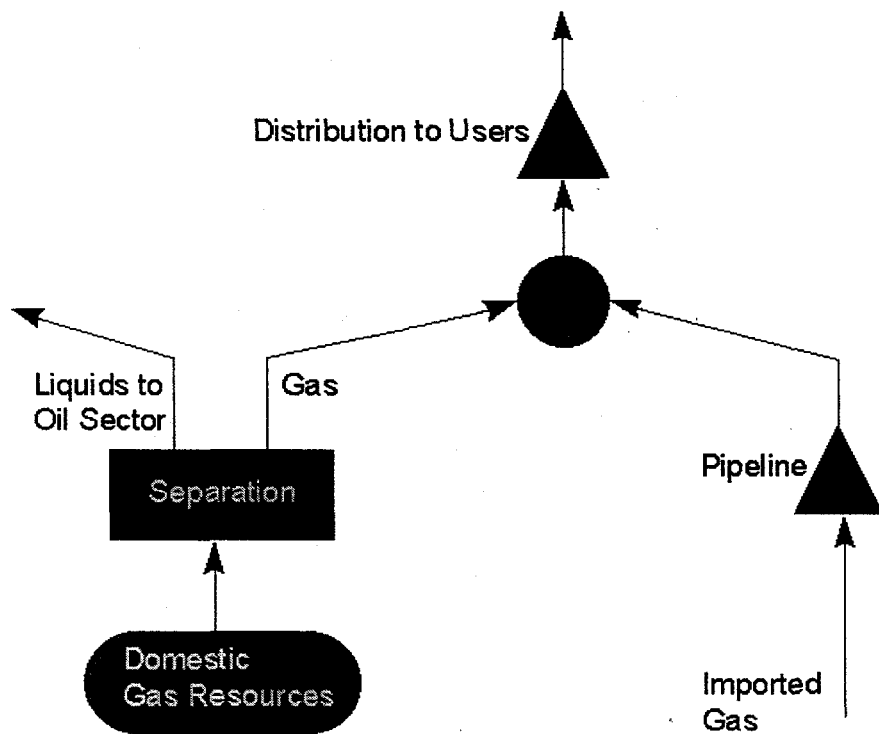 Distribution to Users
Liquids to
Oil Sector
Gas
Separation
Pipeline
Domestic
Gas Resources
Imported
Gas